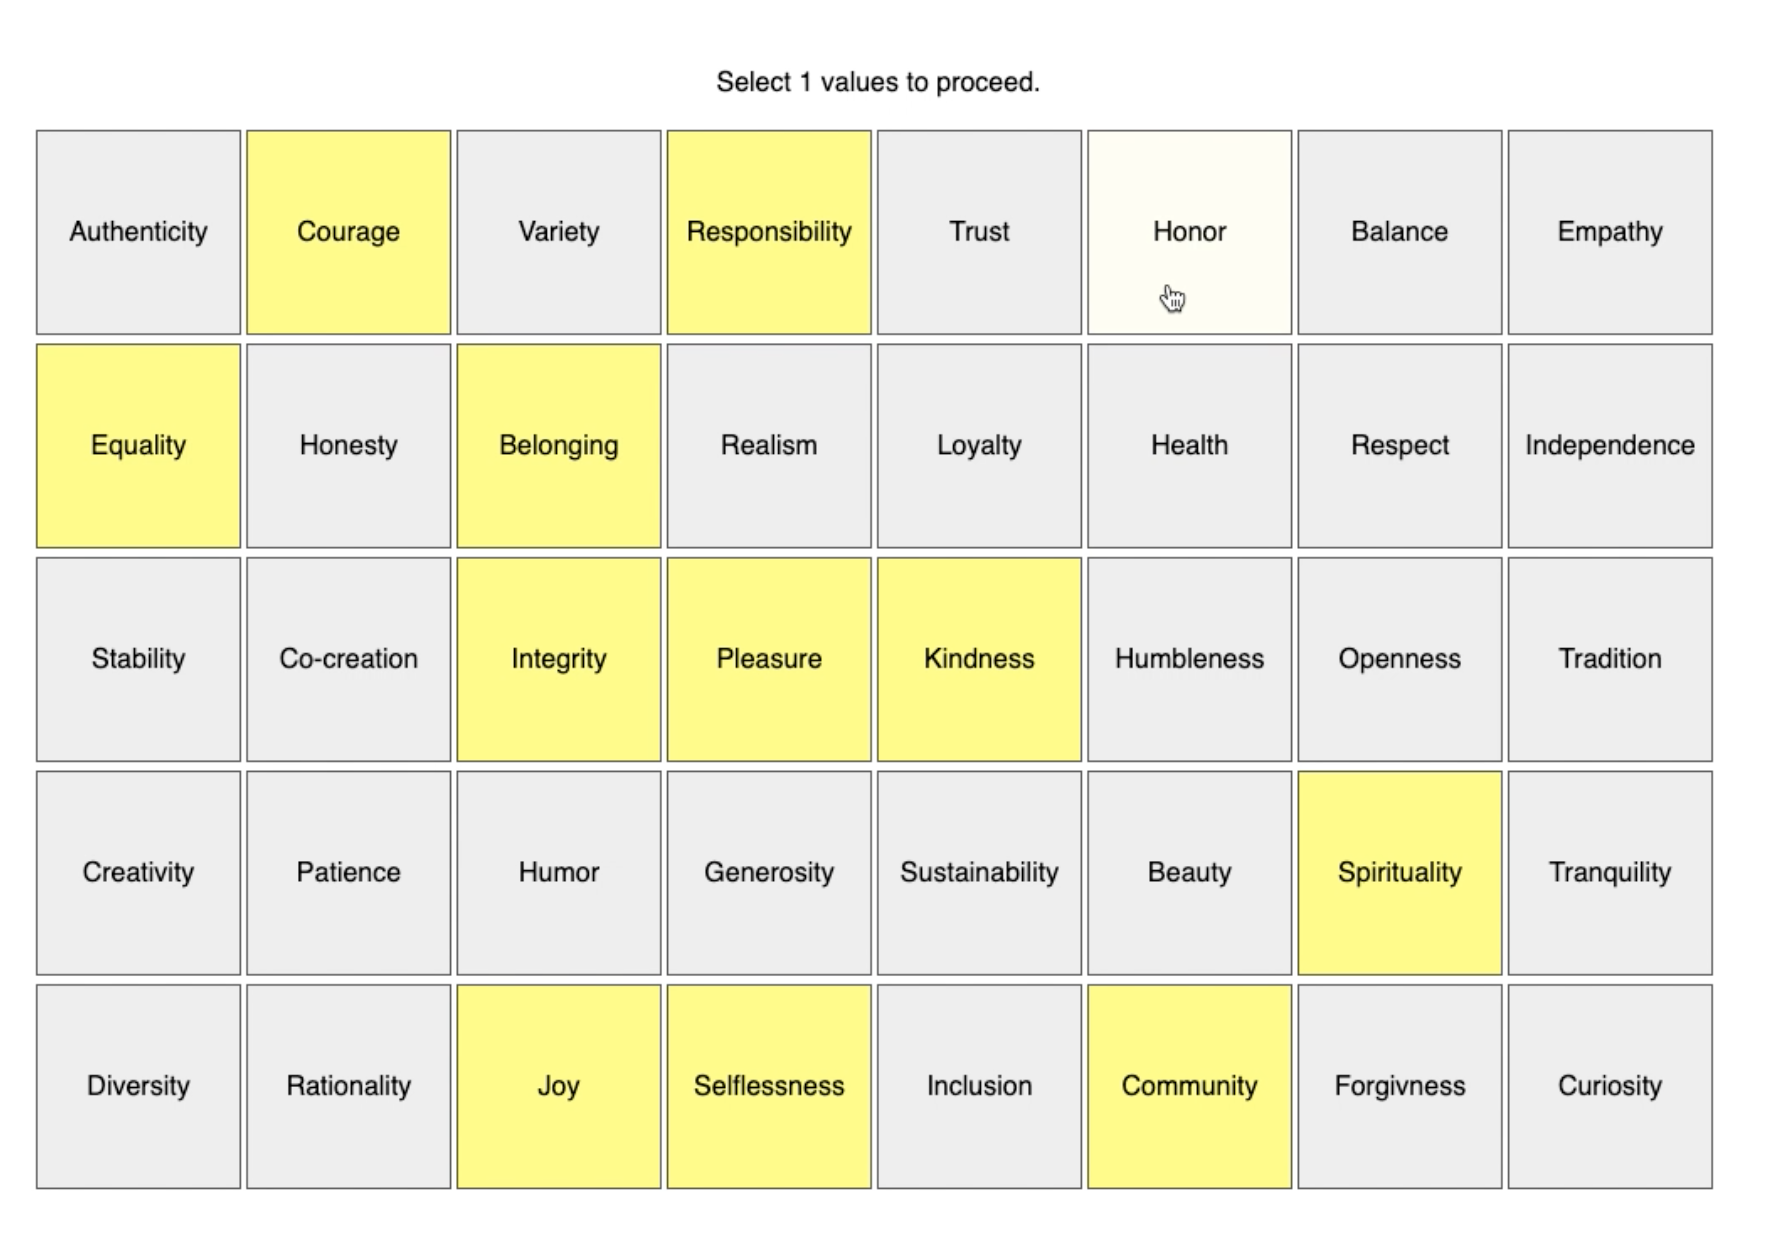 Select 1 values to proceed.
Authenticity Courage Variety Responsibility Trust Honor Balance Empathy
Equality Honesty Belonging Realism Loyalty Health Respect Independence
Stability Co-creation Integrity Pleasure Kindness Humbleness Openness Tradition
Creativity Patience Humor Generosity Sustainability Beauty Spirituality Tranquility
Diversity Rationality Joy Selflessness Inclusion Community Forgivness Curiosity